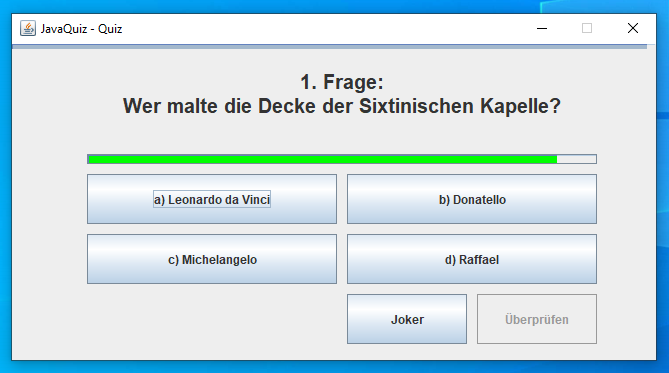 JavaQuiz - Quiz
1. Frage:
Wer malte die Decke der Sixtinischen Kapelle?
a) Leonardo da Vinci
b) Donatello
c) Michelangelo
d) Raffael
Joker
Überprüfen